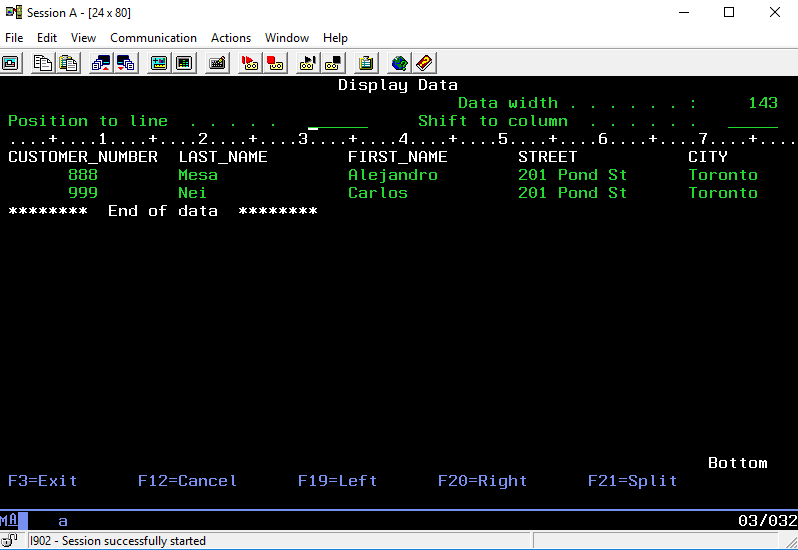 Session A - [24 x 80]
File Edit View Communication Actions Window Help
Display Data
Data width . . . . . . . : 143
Position to line . . . . . Shift to column . . . . . .
....+....1....+....2....+....3....+....4....+....5....+....6....+....7....+....
CUSTOMER_NUMBER LAST_NAME FIRST_NAME STREET CITY
888 Mesa Alejandro 201 Pond St Toronto
999 Nei Carlos 201 Pond St Toronto
******** End of data ********
Bottom
F3=Exit F12=Cancel F19=Left F20=Right F21=Split
MA a 03/032
I902 - Session successfully started